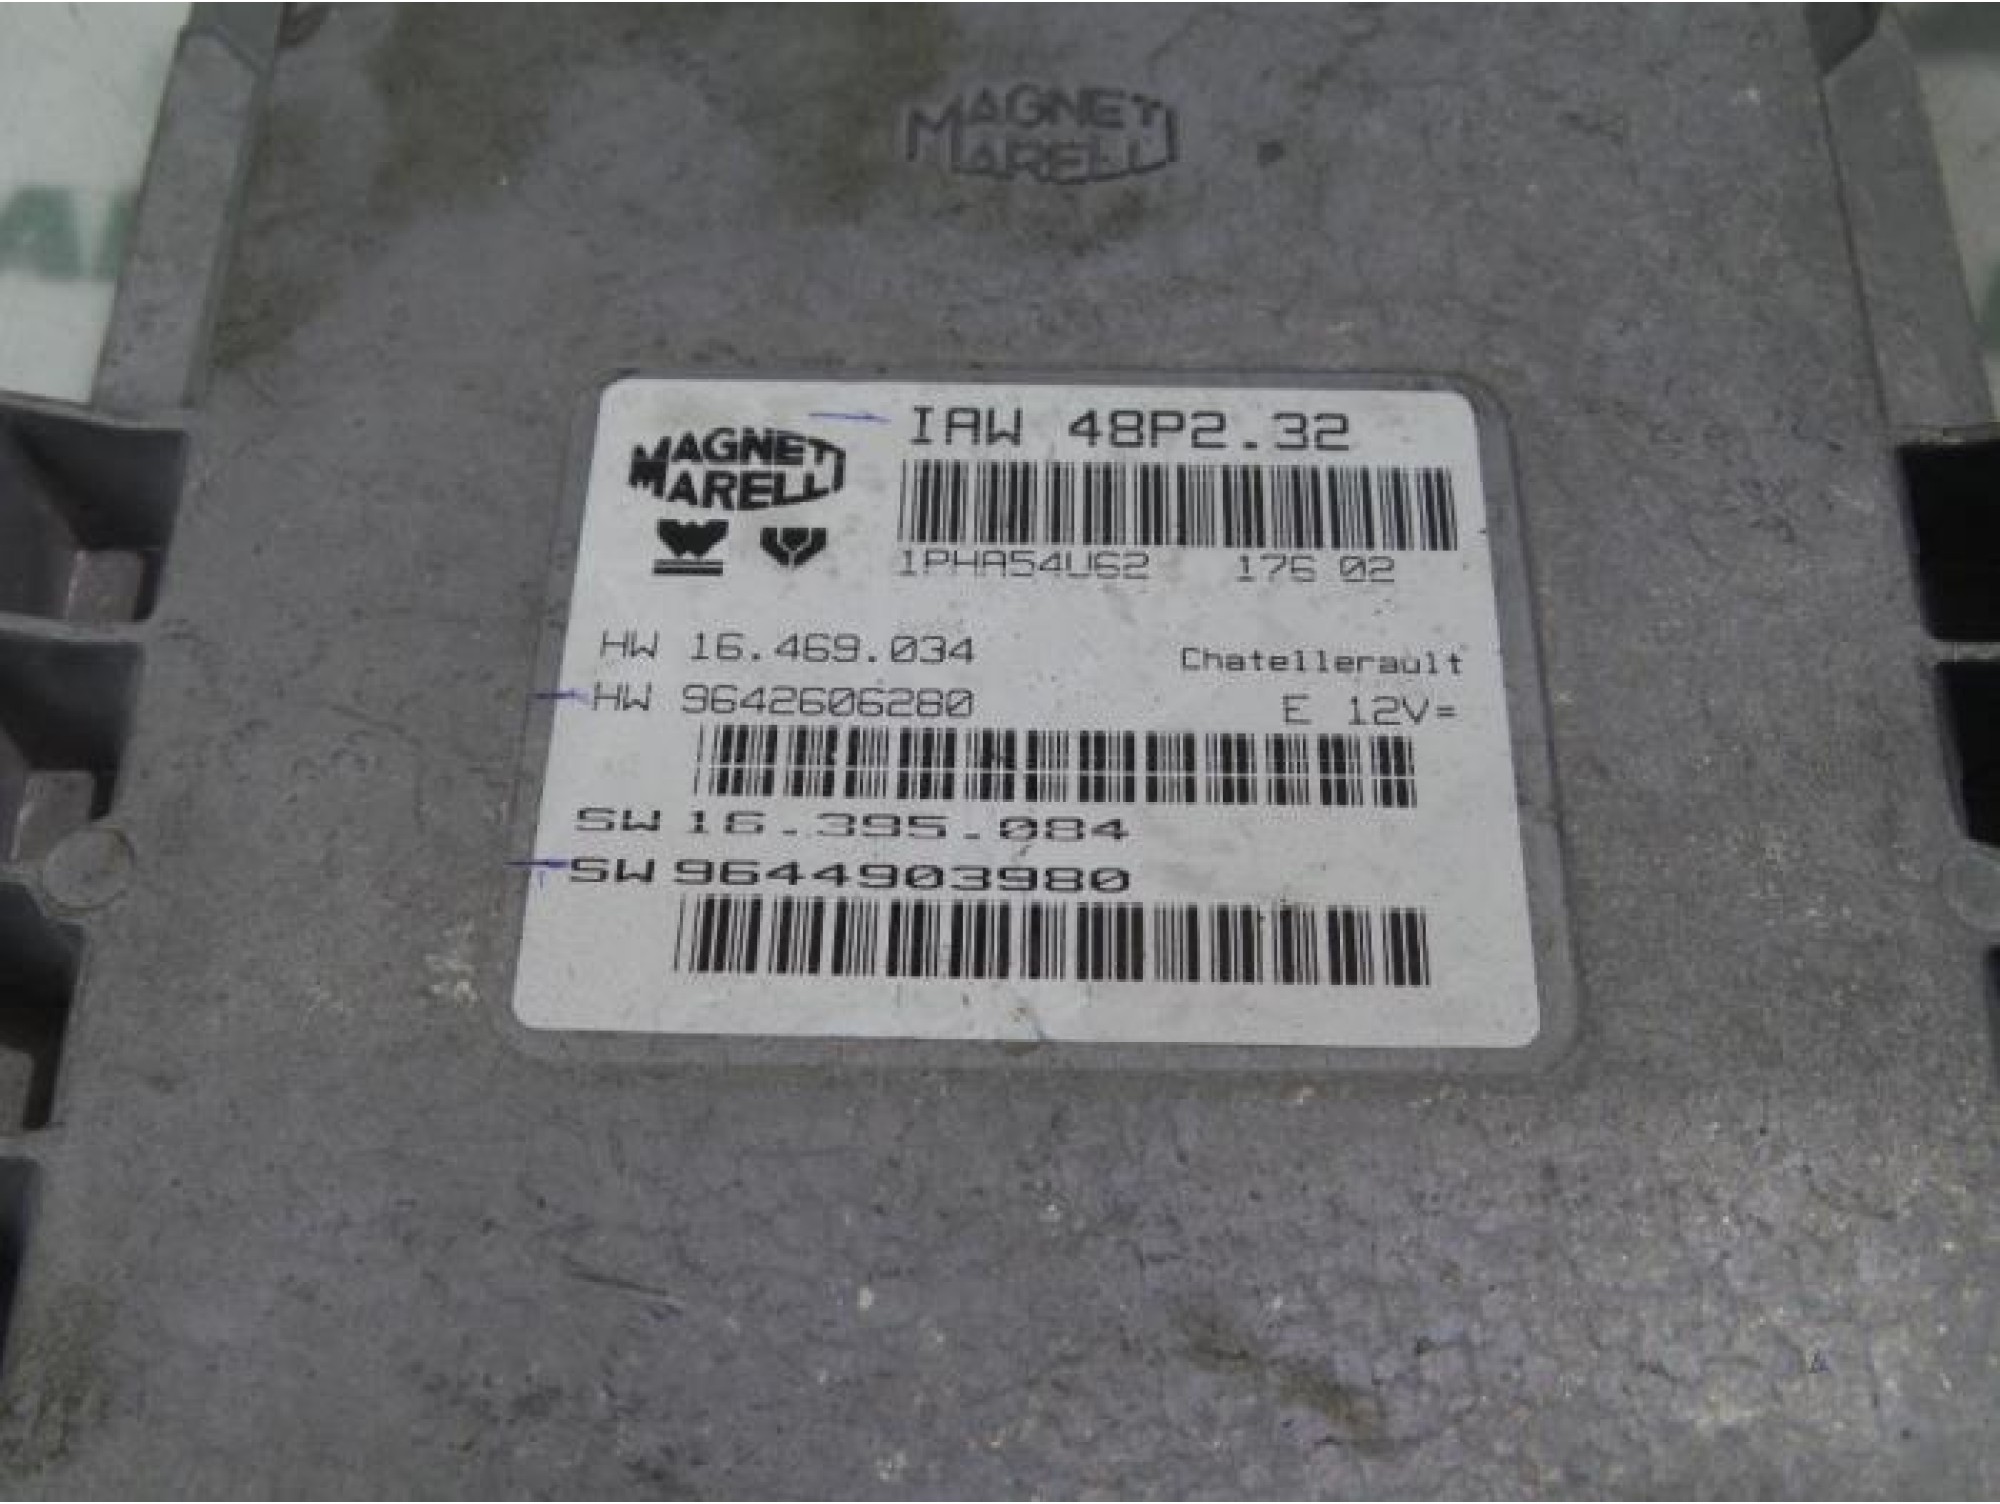 MAGNETI
MARELLI
IAW 48P2.32
MAGNETI
MARELLI
1PHA54U62 176 02
HW 16.469.034
Chatellerault
HW 9642606280
E 12V=
SW 16.395.084
SW 9644903980